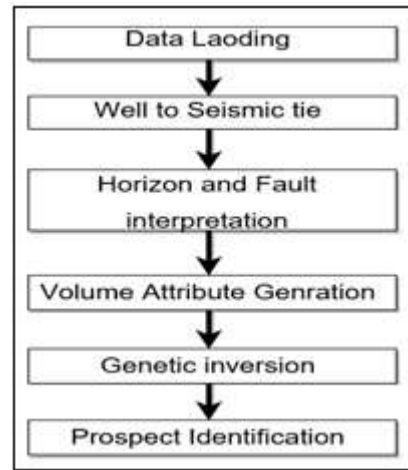 Data Laoding
Well to Seismic tie
Horizon and Fault
interpretation
Volume Attribute Genration
Genetic inversion
Prospect Identification